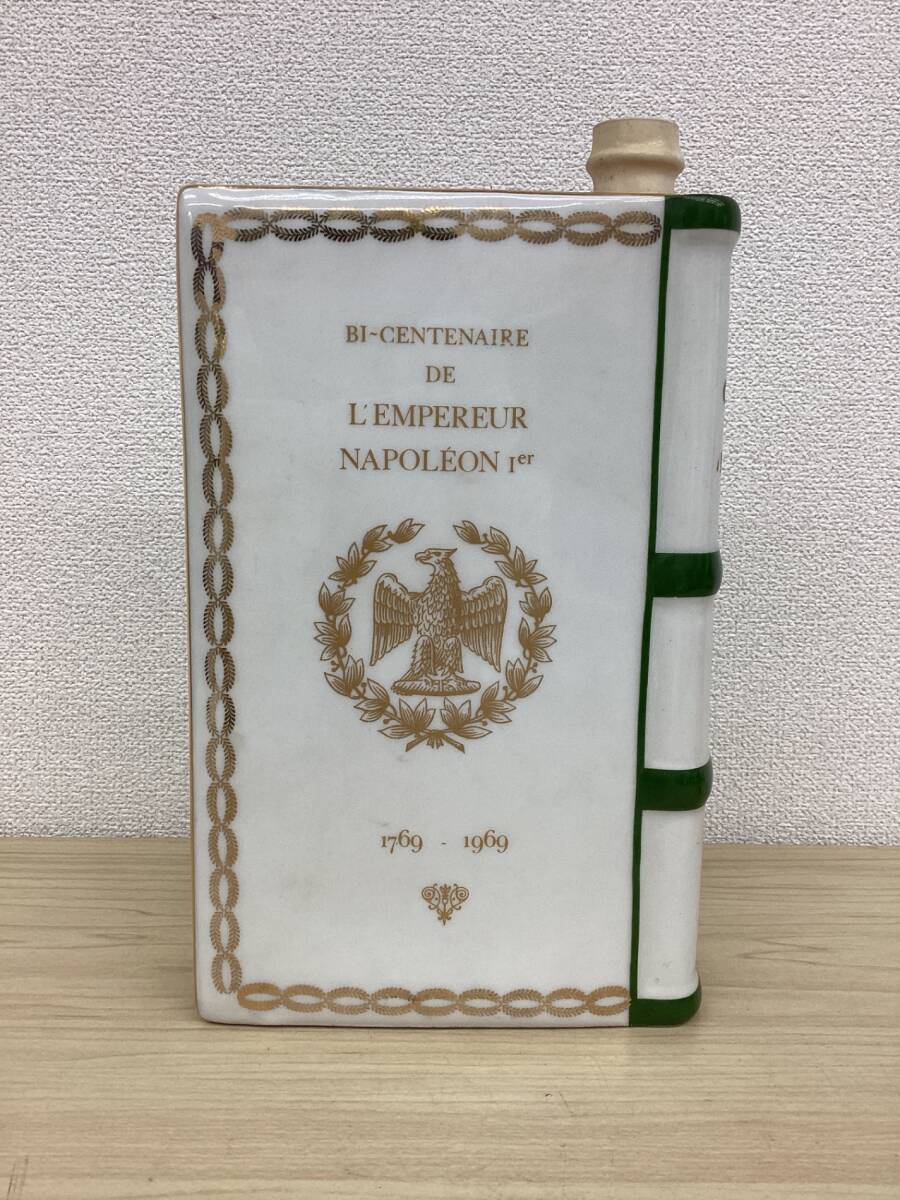 BI-CENTENAIRE
DE
L'EMPEREUR
NAPOLÉON Ier
1769 - 1969